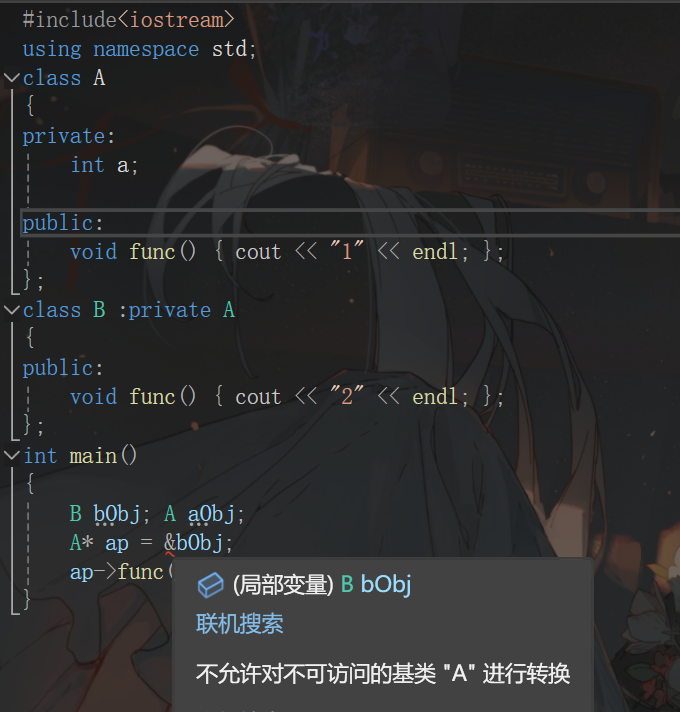 #include<iostream>
using namespace std;
class A
{
private:
int a;
public:
void func() { cout << "1" << endl; };
};
class B :private A
{
public:
void func() { cout << "2" << endl; };
};
int main()
{
B bObj; A aObj;
A* ap = &bObj;
ap->func(
}
(局部变量) B bObj
联机搜索
不允许对不可访问的基类 "A" 进行转换